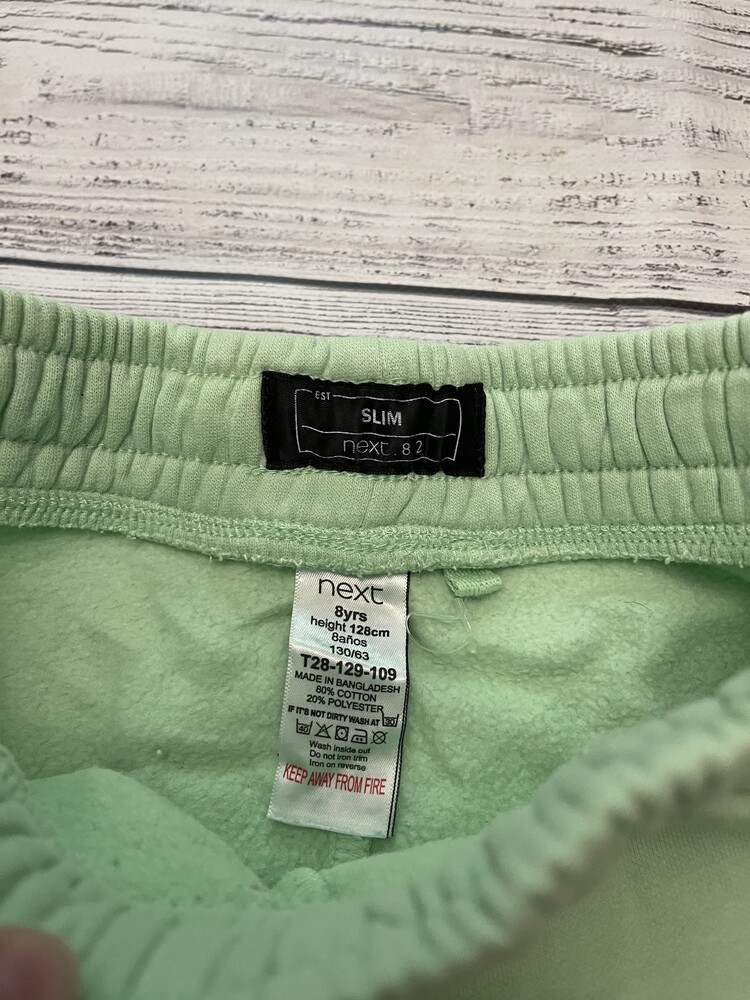 EST
SLIM
next.82
next
8yrs
height 128cm
8años
130/63
T28-129-109
MADE IN BANGLADESH
80% COTTON
20% POLYESTER
IF IT'S NOT DIRTY WASH AT 30
40
Wash inside out
Do not iron trim
Iron on reverse
KEEP AWAY FROM FIRE